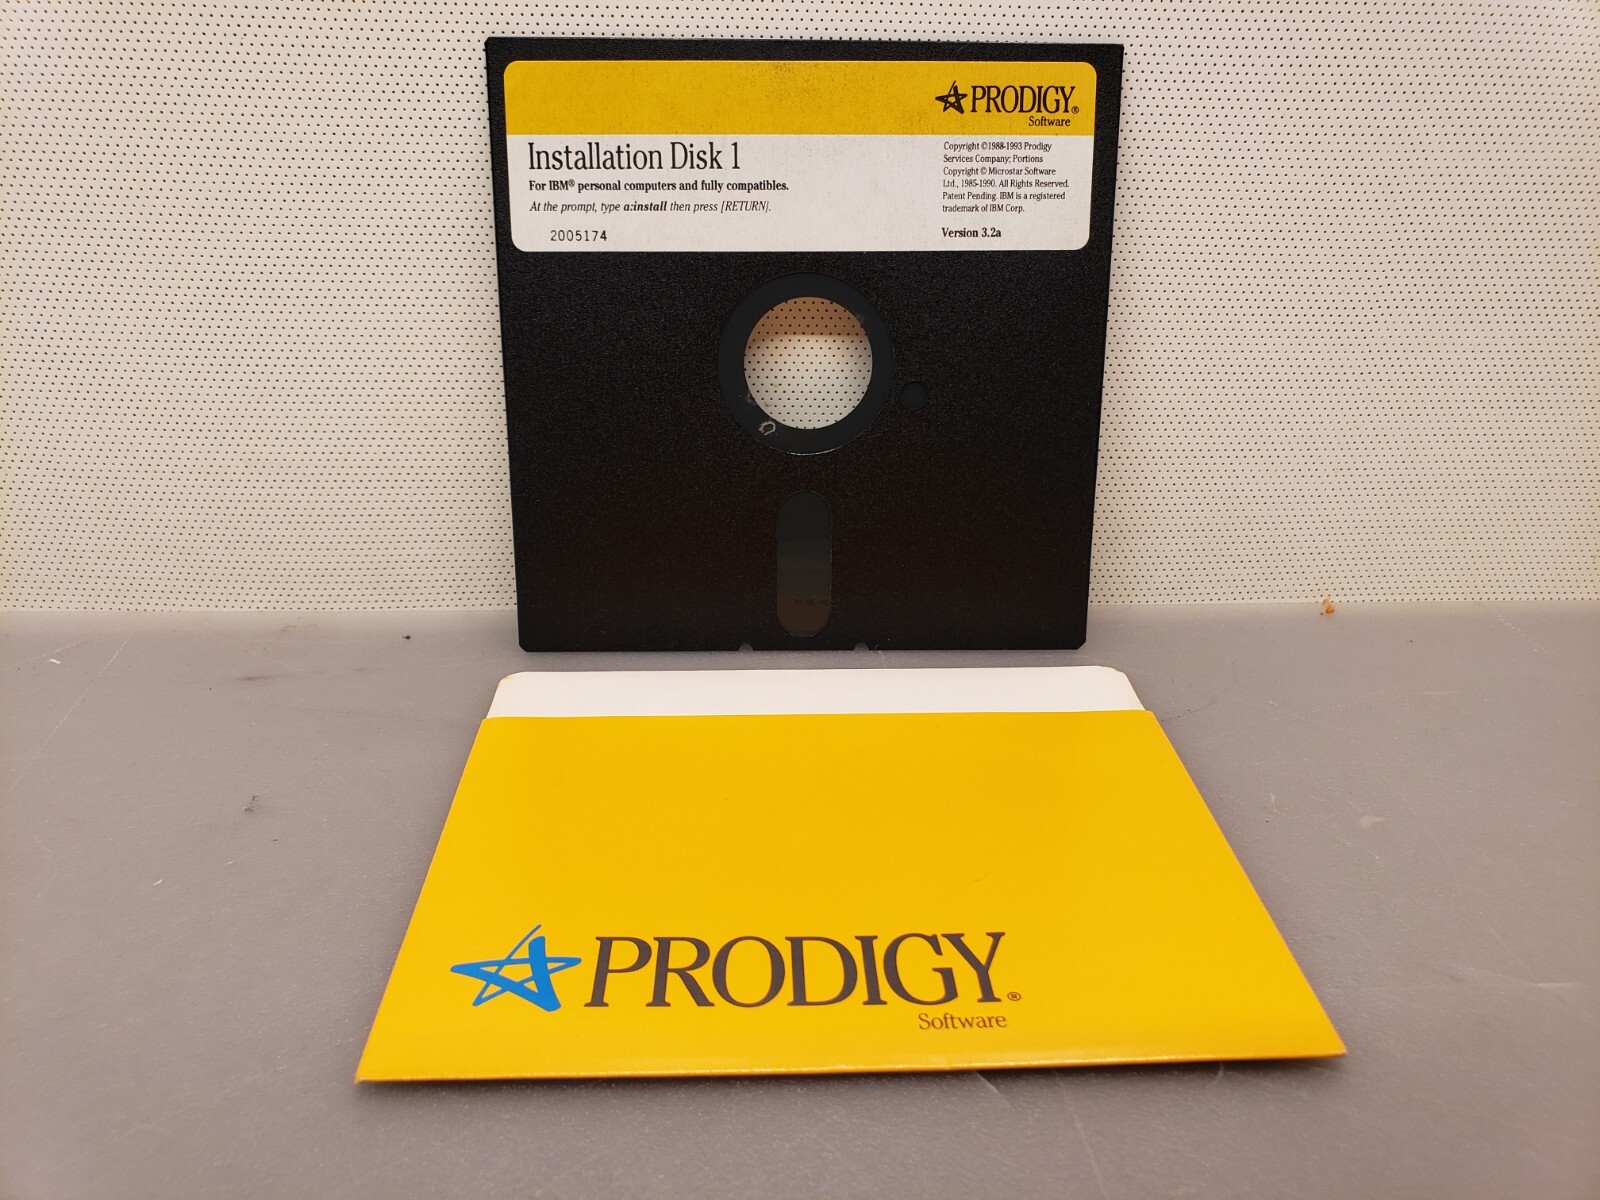 PRODIGY®
Software
Installation Disk 1
For IBM® personal computers and fully compatibles.
At the prompt, type a:install then press [RETURN].
2005174
Copyright ©1988-1993 Prodigy
Services Company; Portions
Copyright © Microstar Software
Ltd., 1985-1990. All Rights Reserved.
Patent Pending. IBM is a registered
trademark of IBM Corp.
Version 3.2a
PRODIGY®
Software